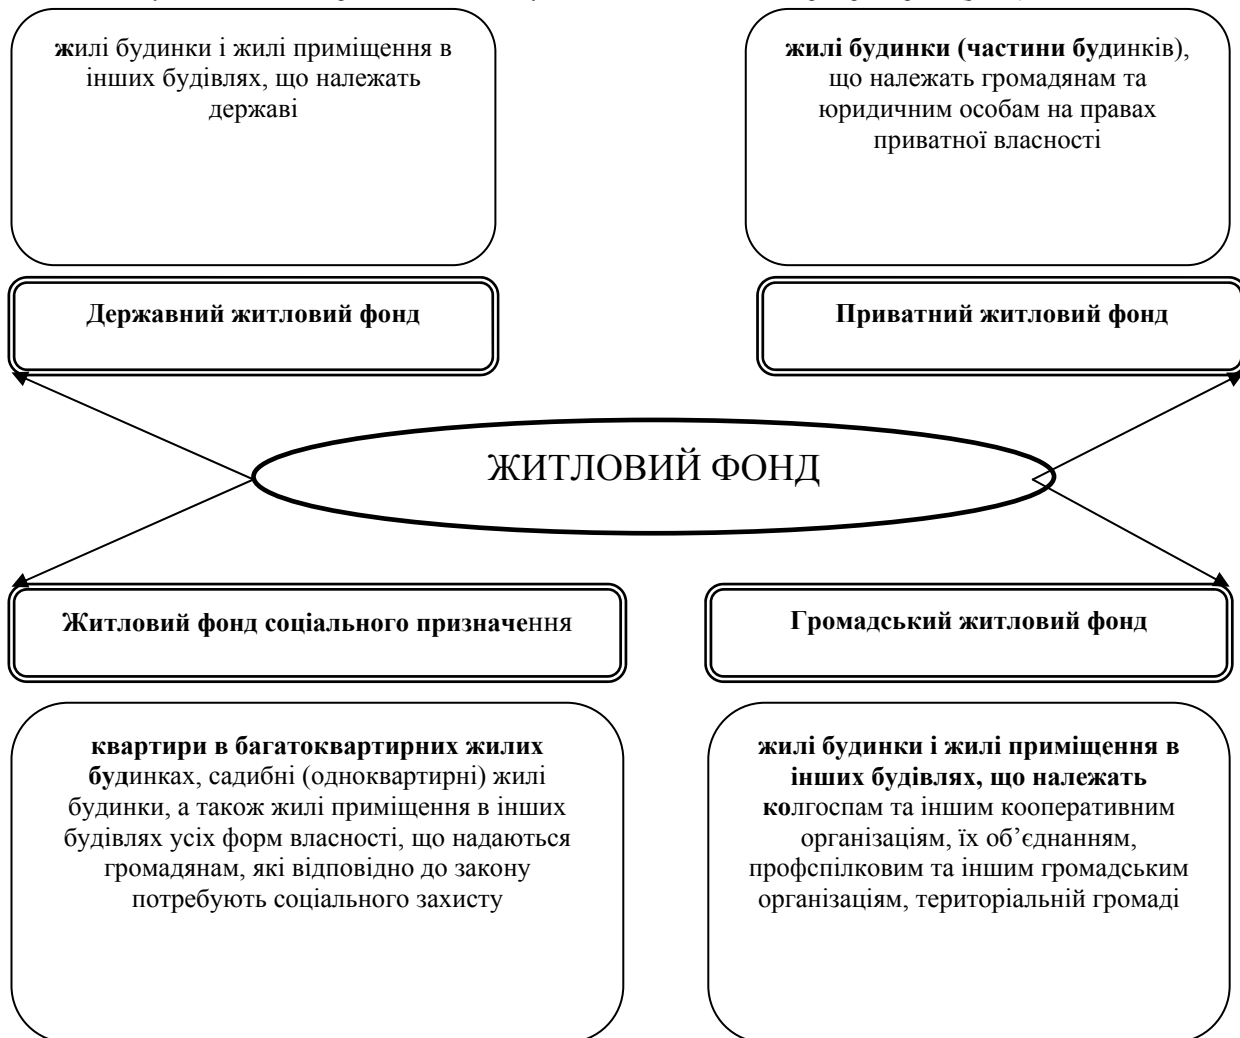 жилі будинки і жилі приміщення в
інших будівлях, що належать
державі
жилі будинки (частини будинків),
що належать громадянам та
юридичним особам на правах
приватної власності
Державний житловий фонд
Приватний житловий фонд
ЖИТЛОВИЙ ФОНД
Житловий фонд соціального призначення
Громадський житловий фонд
квартири в багатоквартирних жилих
будинках, садибні (одноквартирні) жилі
будинки, а також жилі приміщення в інших
будівлях усіх форм власності, що надаються
громадянам, які відповідно до закону
потребують соціального захисту
жилі будинки і жилі приміщення в
інших будівлях, що належать
колгоспам та іншим кооперативним
організаціям, їх об’єднанням,
профспілковим та іншим громадським
організаціям, територіальній громаді